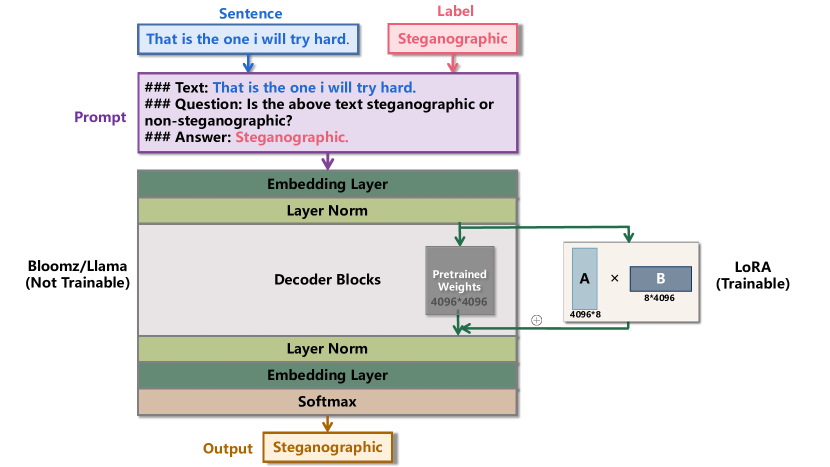 Sentence
Label
That is the one i will try hard.
Steganographic
Prompt
### Text: That is the one i will try hard.
### Question: Is the above text steganographic or
non-steganographic?
### Answer: Steganographic.
Embedding Layer
Layer Norm
Bloomz/Llama
(Not Trainable)
Decoder Blocks
Pretrained
Weights
4096*4096
A
×
B
4096*8
8*4096
LoRA
(Trainable)
Layer Norm
Embedding Layer
Softmax
Output
Steganographic